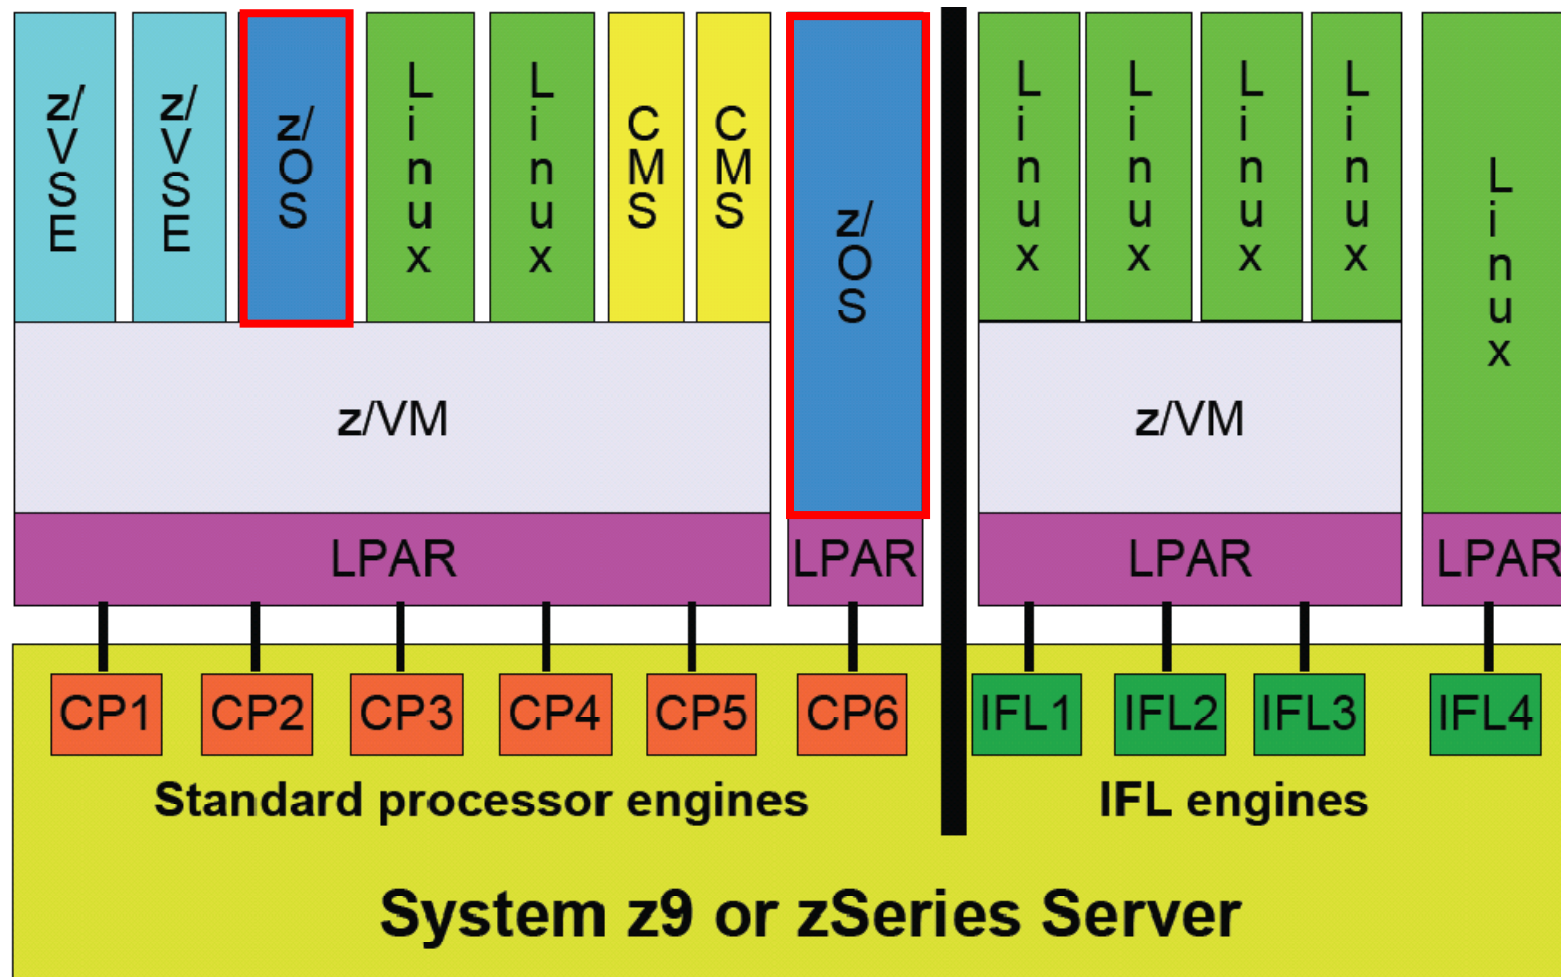 z/VSE
z/VSE
z/OS
Linux
Linux
CMS
CMS
z/OS
Linux
Linux
Linux
Linux
Linux
z/VM
z/VM
LPAR
LPAR
LPAR
LPAR
CP1
CP2
CP3
CP4
CP5
CP6
IFL1
IFL2
IFL3
IFL4
Standard processor engines
IFL engines
System z9 or zSeries Server